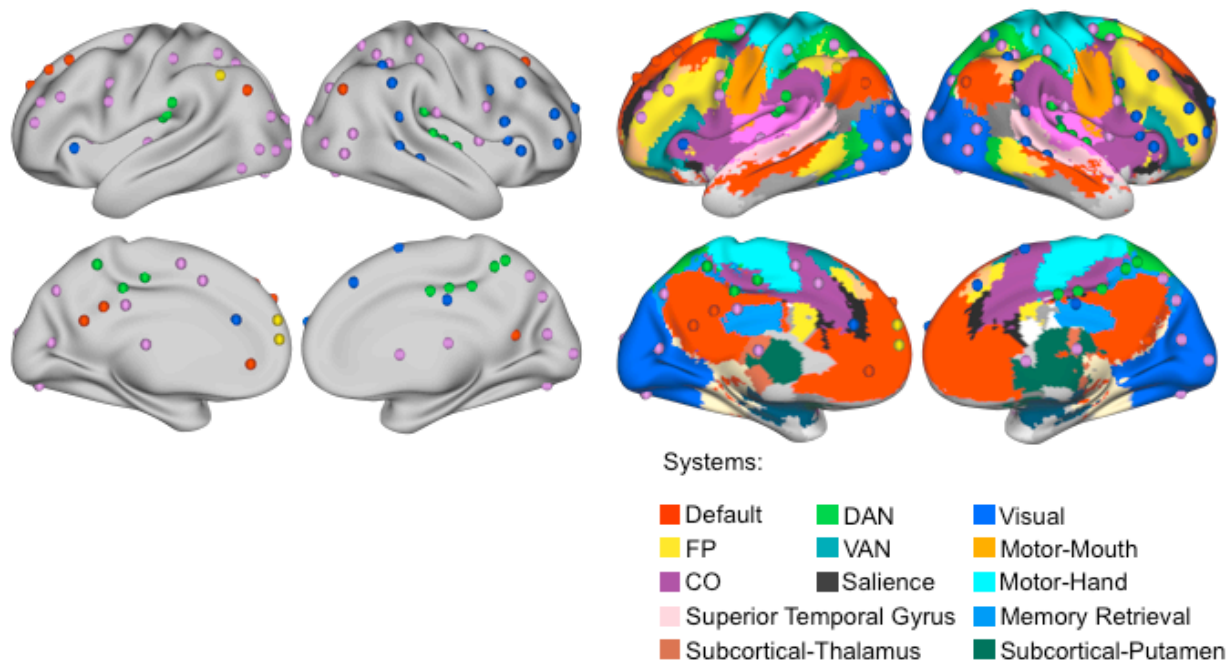 Systems:
Default DAN Visual
FP VAN Motor-Mouth
CO Salience Motor-Hand
Superior Temporal Gyrus Memory Retrieval
Subcortical-Thalamus Subcortical-Putamen